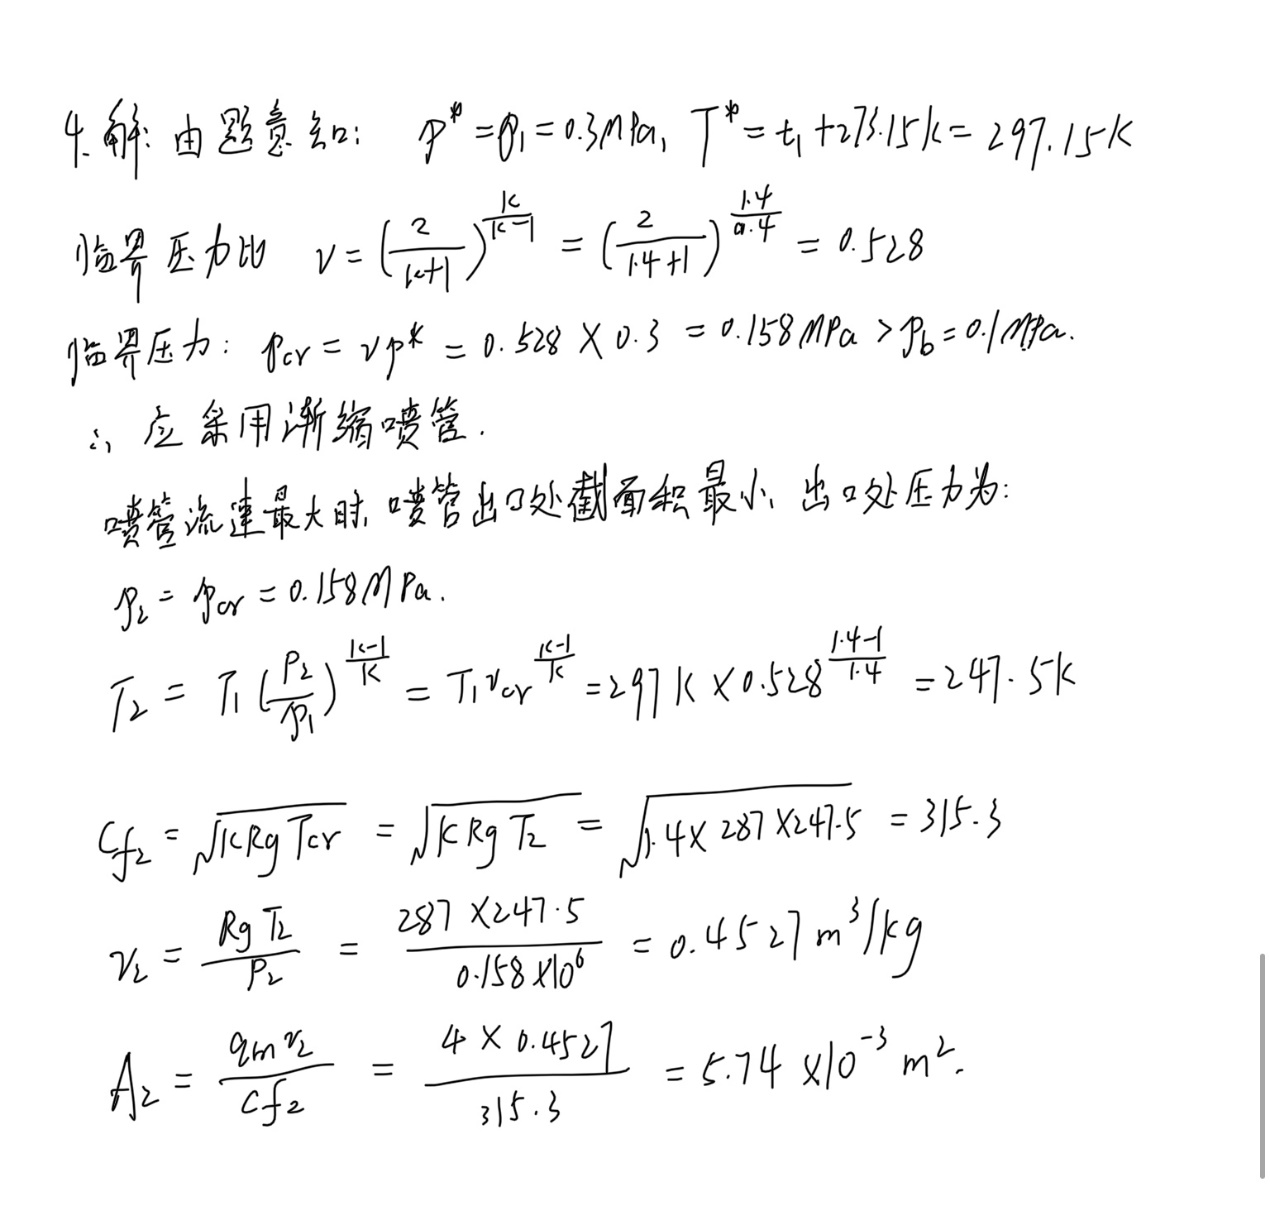 4.解: 由题意知: p* = p₁ = 0.3MPa, T* = t₁ + 273.15K = 297.15K
临界压力比 ν = (2/(k+1))^(k/(k-1)) = (2/(1.4+1))^(1.4/0.4) = 0.528
临界压力: pcr = νp* = 0.528 × 0.3 = 0.158MPa > pb = 0.1MPa.
∴ 应采用渐缩喷管.
喷管流速最大时, 喷管出口处截面积最小, 出口处压力为:
p₂ = pcr = 0.158MPa.
T₂ = T₁(p₂/p₁)^((k-1)/k) = T₁νcr^((k-1)/k) = 297K × 0.528^((1.4-1)/1.4) = 247.5K
Cf₂ = √(kRgTcr) = √(kRgT₂) = √(1.4×287×247.5) = 315.3
v₂ = RgT₂/p₂ = (287×247.5)/(0.158×10⁶) = 0.4527m³/kg
A₂ = qmv₂/Cf₂ = (4×0.4527)/315.3 = 5.74×10⁻³ m².